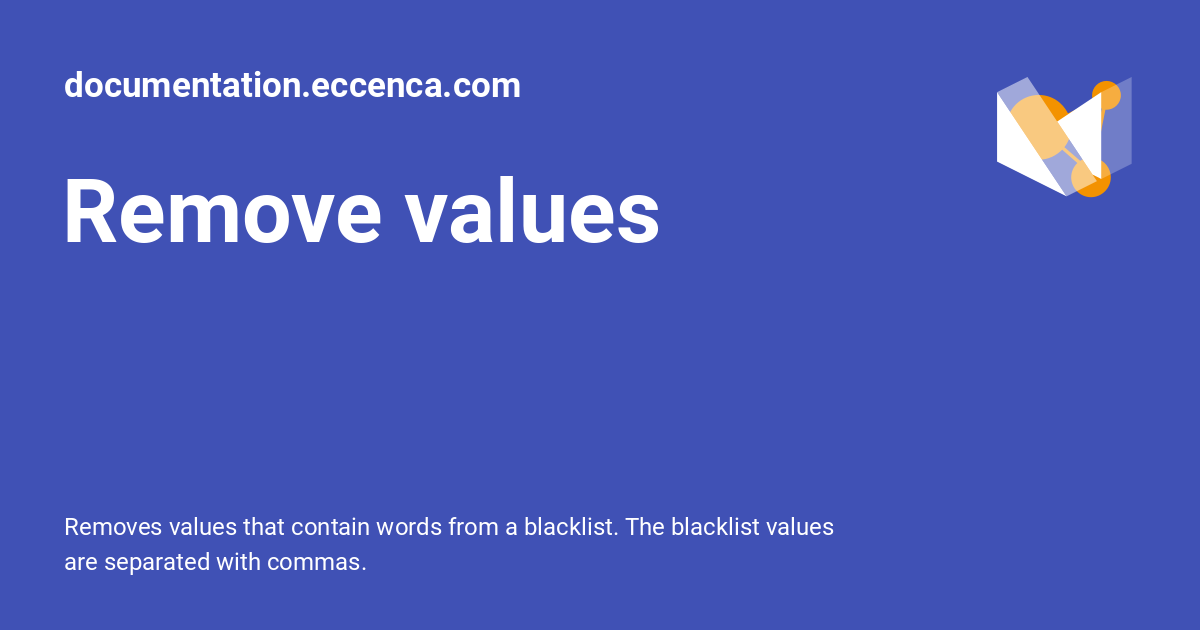 documentation.eccenca.com
Remove values
Removes values that contain words from a blacklist. The blacklist values
are separated with commas.